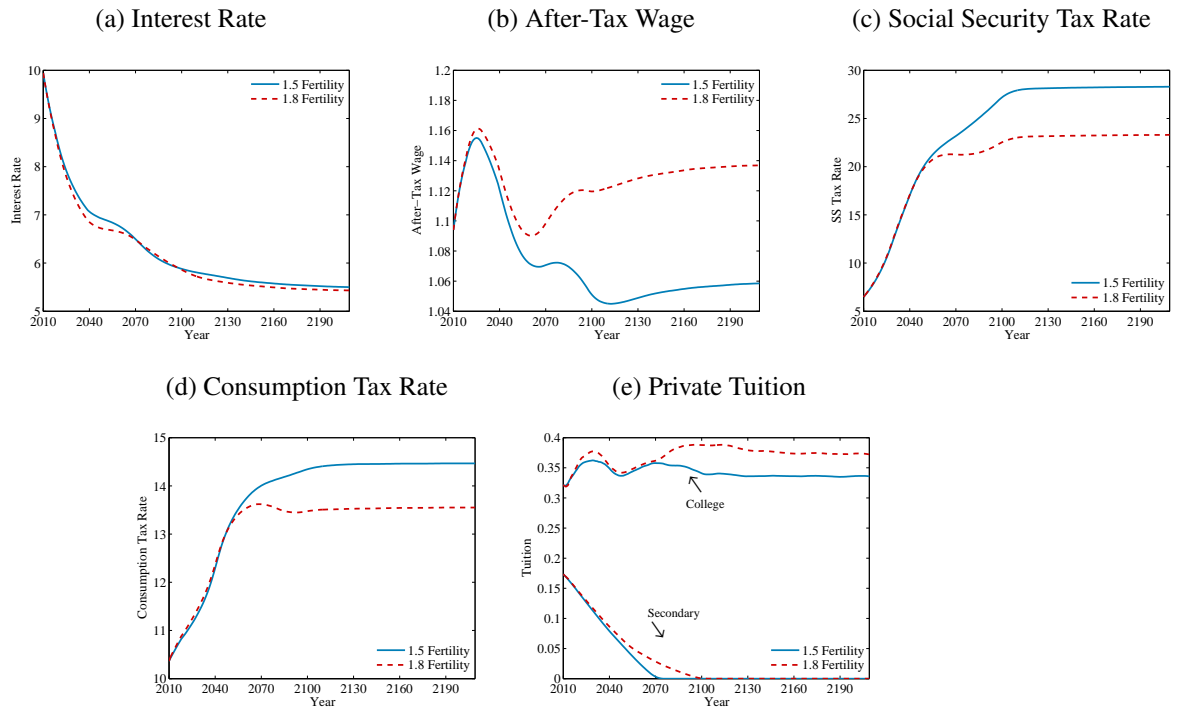 (a) Interest Rate
10
9
8
7
6
5
Interest Rate
2010 2040 2070 2100 2130 2160 2190
Year
1.5 Fertility
1.8 Fertility
(b) After-Tax Wage
1.2
1.18
1.16
1.14
1.12
1.1
1.08
1.06
1.04
After−Tax Wage
2010 2040 2070 2100 2130 2160 2190
Year
1.5 Fertility
1.8 Fertility
(c) Social Security Tax Rate
30
25
20
15
10
5
SS Tax Rate
2010 2040 2070 2100 2130 2160 2190
Year
1.5 Fertility
1.8 Fertility
(d) Consumption Tax Rate
15
14
13
12
11
10
Consumption Tax Rate
2010 2040 2070 2100 2130 2160 2190
Year
1.5 Fertility
1.8 Fertility
(e) Private Tuition
0.4
0.35
0.3
0.25
0.2
0.15
0.1
0.05
0
Tuition
College
Secondary
2010 2040 2070 2100 2130 2160 2190
Year
1.5 Fertility
1.8 Fertility